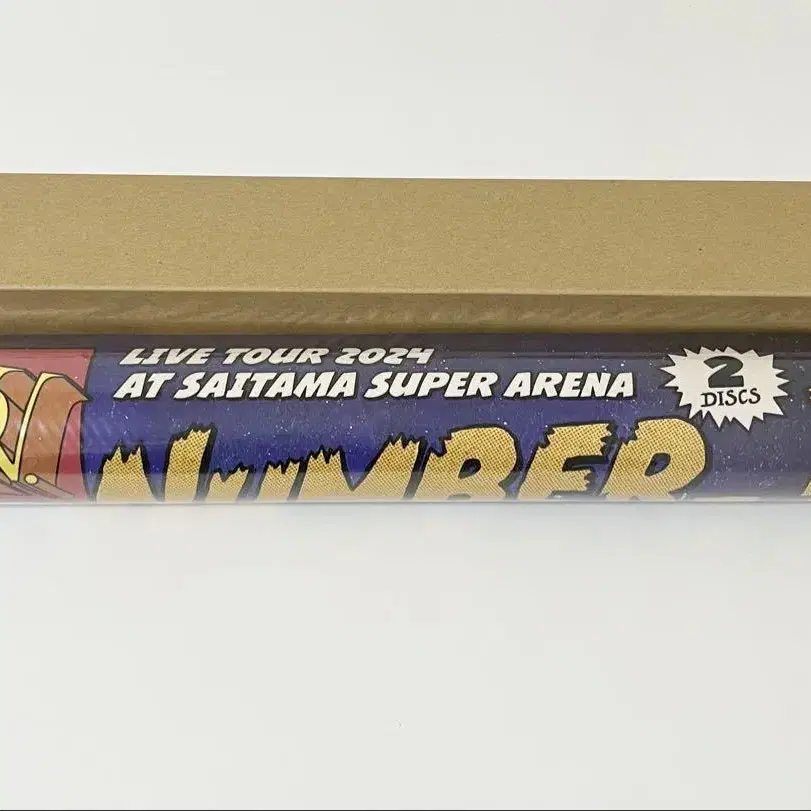 LIVE TOUR 2024
AT SAITAMA SUPER ARENA
2
DISCS
NUMBER